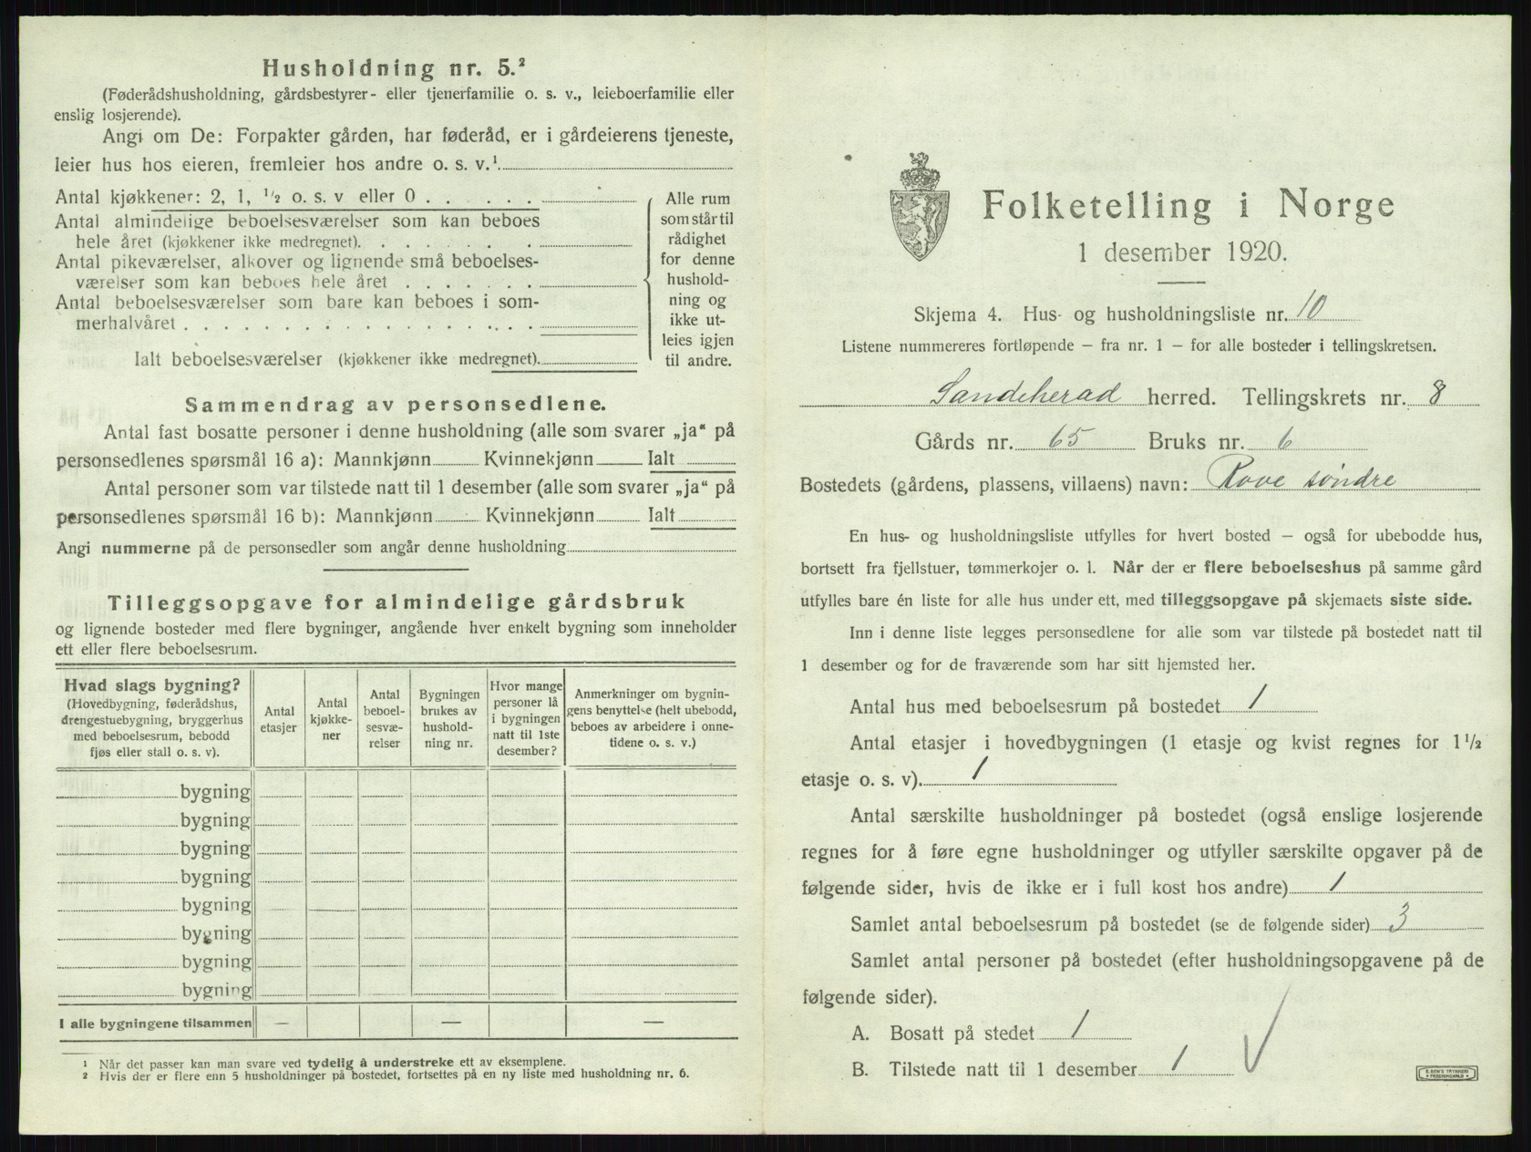 Husholdning nr. 5.²
(Føderådshusholdning, gårdsbestyrer- eller tjenerfamilie o. s. v., leieboerfamilie eller
enslig losjerende).
Angi om De: Forpakter gården, har føderåd, er i gårdeierens tjeneste,
leier hus hos eieren, fremleier hos andre o. s. v.¹
Antal kjøkkener: 2, 1, ¹/₂ o. s. v eller 0
Antal almindelige beboelsesværelser som kan beboes
hele året (kjøkkener ikke medregnet).
Antal pikeværelser, alkover og lignende små beboelses-
værelser som kan beboes hele året
Antal beboelsesværelser som bare kan beboes i som-
merhalvåret
Ialt beboelsesværelser (kjøkkener ikke medregnet).
Alle rum
som står til
rådighet
for denne
hushold-
ning og
ikke ut-
leies igjen
til andre.
Sammendrag av personsedlene.
Antal fast bosatte personer i denne husholdning (alle som svarer „ja“ på
personsedlenes spørsmål 16 a): Mannkjønn Kvinnekjønn Ialt
Antal personer som var tilstede natt til 1 desember (alle som svarer „ja“ på
personsedlenes spørsmål 16 b): Mannkjønn Kvinnekjønn Ialt
Angi nummerne på de personsedler som angår denne husholdning
Tilleggsopgave for almindelige gårdsbruk
og lignende bosteder med flere bygninger, angående hver enkelt bygning som inneholder
ett eller flere beboelsesrum.
Hvad slags bygning?
(Hovedbygning, føderådshus,
drengestuebygning, bryggerhus
med beboelsesrum, bebodd
fjøs eller stall o. s. v).
Antal
etasjer
Antal
kjøkke-
ner
Antal
beboel-
sesvæ-
relser
Bygningen
brukes av
hushold-
ning nr.
Hvor mange
personer lå
i bygningen
natt til 1ste
desember?
Anmerkninger om bygnin-
gens benyttelse (helt ubebodd,
beboes av arbeidere i onne-
tidene o. s. v.)
bygning
bygning
bygning
bygning
bygning
bygning
bygning
bygning
I alle bygningene tilsammen — — —
¹ Når det passer kan man svare ved tydelig å understreke ett av eksemplene.
² Hvis der er flere enn 5 husholdninger på bostedet, fortsettes på en ny liste med husholdning nr. 6.
Folketelling i Norge
1 desember 1920.
Skjema 4. Hus- og husholdningsliste nr. 10
Listene nummereres fortløpende – fra nr. 1 – for alle bosteder i tellingskretsen.
Sandeherad herred. Tellingskrets nr. 8
Gårds nr. 65 Bruks nr. 6
Bostedets (gårdens, plassens, villaens) navn: Rove søndre
En hus- og husholdningsliste utfylles for hvert bosted – også for ubebodde hus,
bortsett fra fjellstuer, tømmerkojer o. l. Når der er flere beboelseshus på samme gård
utfylles bare én liste for alle hus under ett, med tilleggsopgave på skjemaets siste side.
Inn i denne liste legges personsedlene for alle som var tilstede på bostedet natt til
1 desember og for de fraværende som har sitt hjemsted her.
Antal hus med beboelsesrum på bostedet 1
Antal etasjer i hovedbygningen (1 etasje og kvist regnes for 1¹/₂
etasje o. s. v). 1
Antal særskilte husholdninger på bostedet (også enslige losjerende
regnes for å føre egne husholdninger og utfyller særskilte opgaver på de
følgende sider, hvis de ikke er i full kost hos andre) 1
Samlet antal beboelsesrum på bostedet (se de følgende sider) 3
Samlet antal personer på bostedet (efter husholdningsopgavene på de
følgende sider).
A. Bosatt på stedet 1
B. Tilstede natt til 1 desember 1